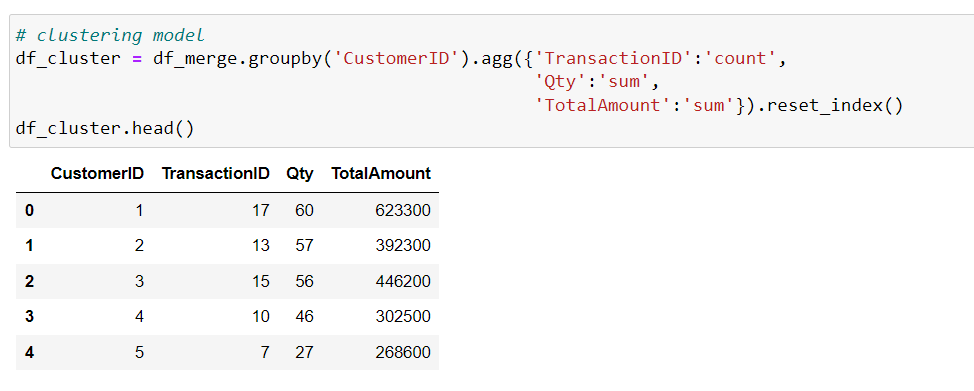 # clustering model
df_cluster = df_merge.groupby('CustomerID').agg({'TransactionID':'count',
'Qty':'sum',
'TotalAmount':'sum'}).reset_index()
df_cluster.head()
CustomerID TransactionID Qty TotalAmount
0 1 17 60 623300
1 2 13 57 392300
2 3 15 56 446200
3 4 10 46 302500
4 5 7 27 268600